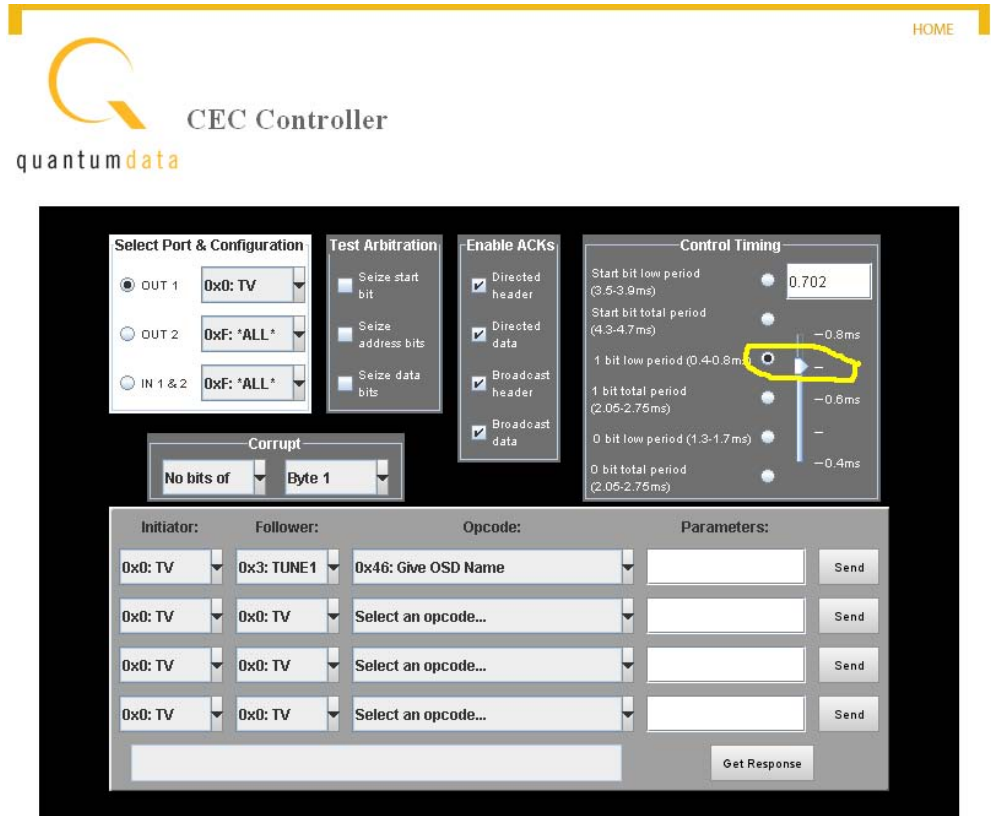 HOME
CEC Controller
quantumdata
Select Port & Configuration
OUT 1
0x0: TV
OUT 2
0xF: *ALL*
IN 1 & 2
0xF: *ALL*
Test Arbitration
Seize start
bit
Seize
address bits
Seize data
bits
Enable ACKs
Directed
header
Directed
data
Broadcast
header
Broadcast
data
Control Timing
Start bit low period
(3.5-3.9ms)
0.702
Start bit total period
(4.3-4.7ms)
1 bit low period (0.4-0.8ms)
1 bit total period
(2.05-2.75ms)
0 bit low period (1.3-1.7ms)
0 bit total period
(2.05-2.75ms)
0.8ms
0.6ms
0.4ms
Corrupt
No bits of
Byte 1
Initiator: Follower: Opcode: Parameters:
0x0: TV 0x3: TUNE1 0x46: Give OSD Name Send
0x0: TV 0x0: TV Select an opcode... Send
0x0: TV 0x0: TV Select an opcode... Send
0x0: TV 0x0: TV Select an opcode... Send
Get Response